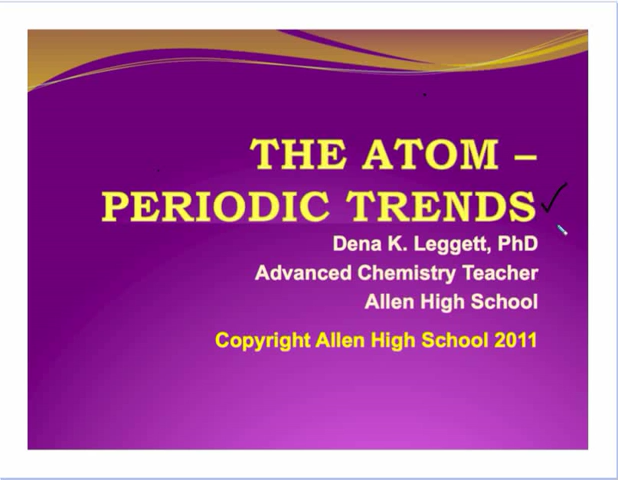 THE ATOM –
PERIODIC TRENDS
Dena K. Leggett, PhD
Advanced Chemistry Teacher
Allen High School
Copyright Allen High School 2011